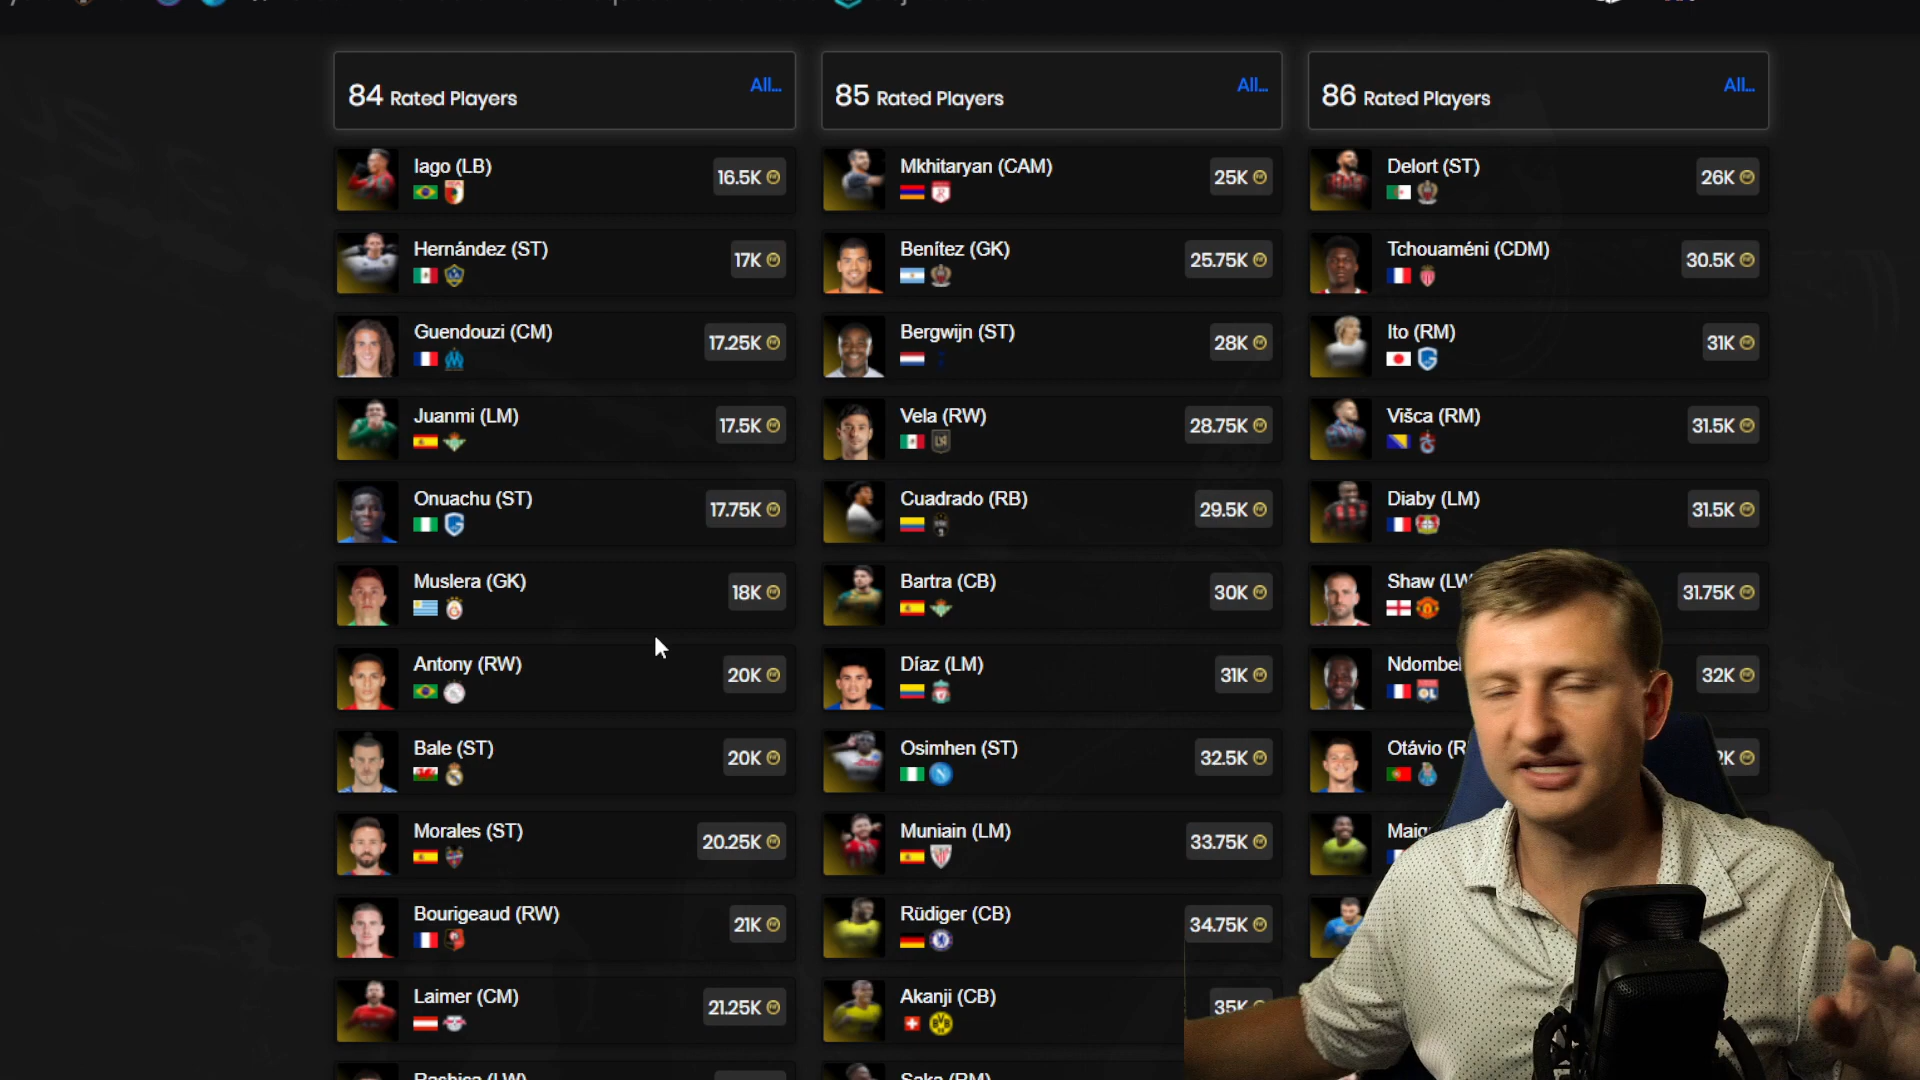 84 Rated Players All...
Iago (LB) 16.5K
Hernández (ST) 17K
Guendouzi (CM) 17.25K
Juanmi (LM) 17.5K
Onuachu (ST) 17.75K
Muslera (GK) 18K
Antony (RW) 20K
Bale (ST) 20K
Morales (ST) 20.25K
Bourigeaud (RW) 21K
Laimer (CM) 21.25K
85 Rated Players All...
Mkhitaryan (CAM) 25K
Benítez (GK) 25.75K
Bergwijn (ST) 28K
Vela (RW) 28.75K
Cuadrado (RB) 29.5K
Bartra (CB) 30K
Díaz (LM) 31K
Osimhen (ST) 32.5K
Muniain (LM) 33.75K
Rüdiger (CB) 34.75K
Akanji (CB) 35K
86 Rated Players All...
Delort (ST) 26K
Tchouaméni (CDM) 30.5K
Ito (RM) 31K
Višca (RM) 31.5K
Diaby (LM) 31.5K
Shaw (LW 31.75K
Ndombel 32K
Otávio (R